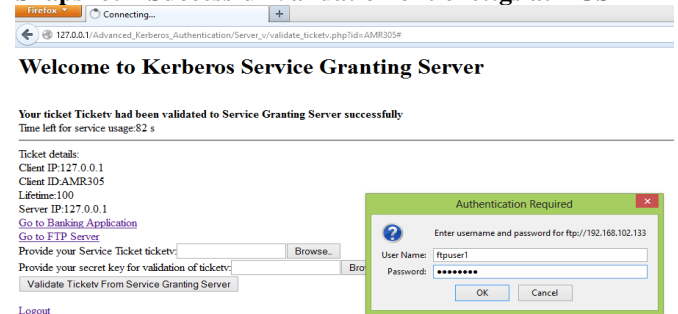 Firefox
Connecting...
+
127.0.0.1/Advanced_Kerberos_Authentication/Server_v/validate_ticketv.php?id=AMR305#
Welcome to Kerberos Service Granting Server
Your ticket Ticketv had been validated to Service Granting Server successfully
Time left for service usage:82 s
Ticket details:
Client IP:127.0.0.1
Client ID:AMR305
Lifetime:100
Server IP:127.0.0.1
Go to Banking Application
Go to FTP Server
Provide your Service Ticket ticketv: Browse...
Provide your secret key for validation of ticketv: Bro
Validate Ticketv From Service Granting Server
Logout
Authentication Required
Enter username and password for ftp://192.168.102.133
User Name: ftpuser1
Password: ••••••••
OK Cancel